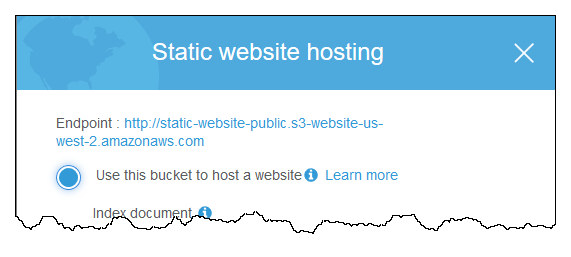 Static website hosting
Endpoint : http://static-website-public.s3-website-us-
west-2.amazonaws.com
Use this bucket to host a website Learn more
Index document